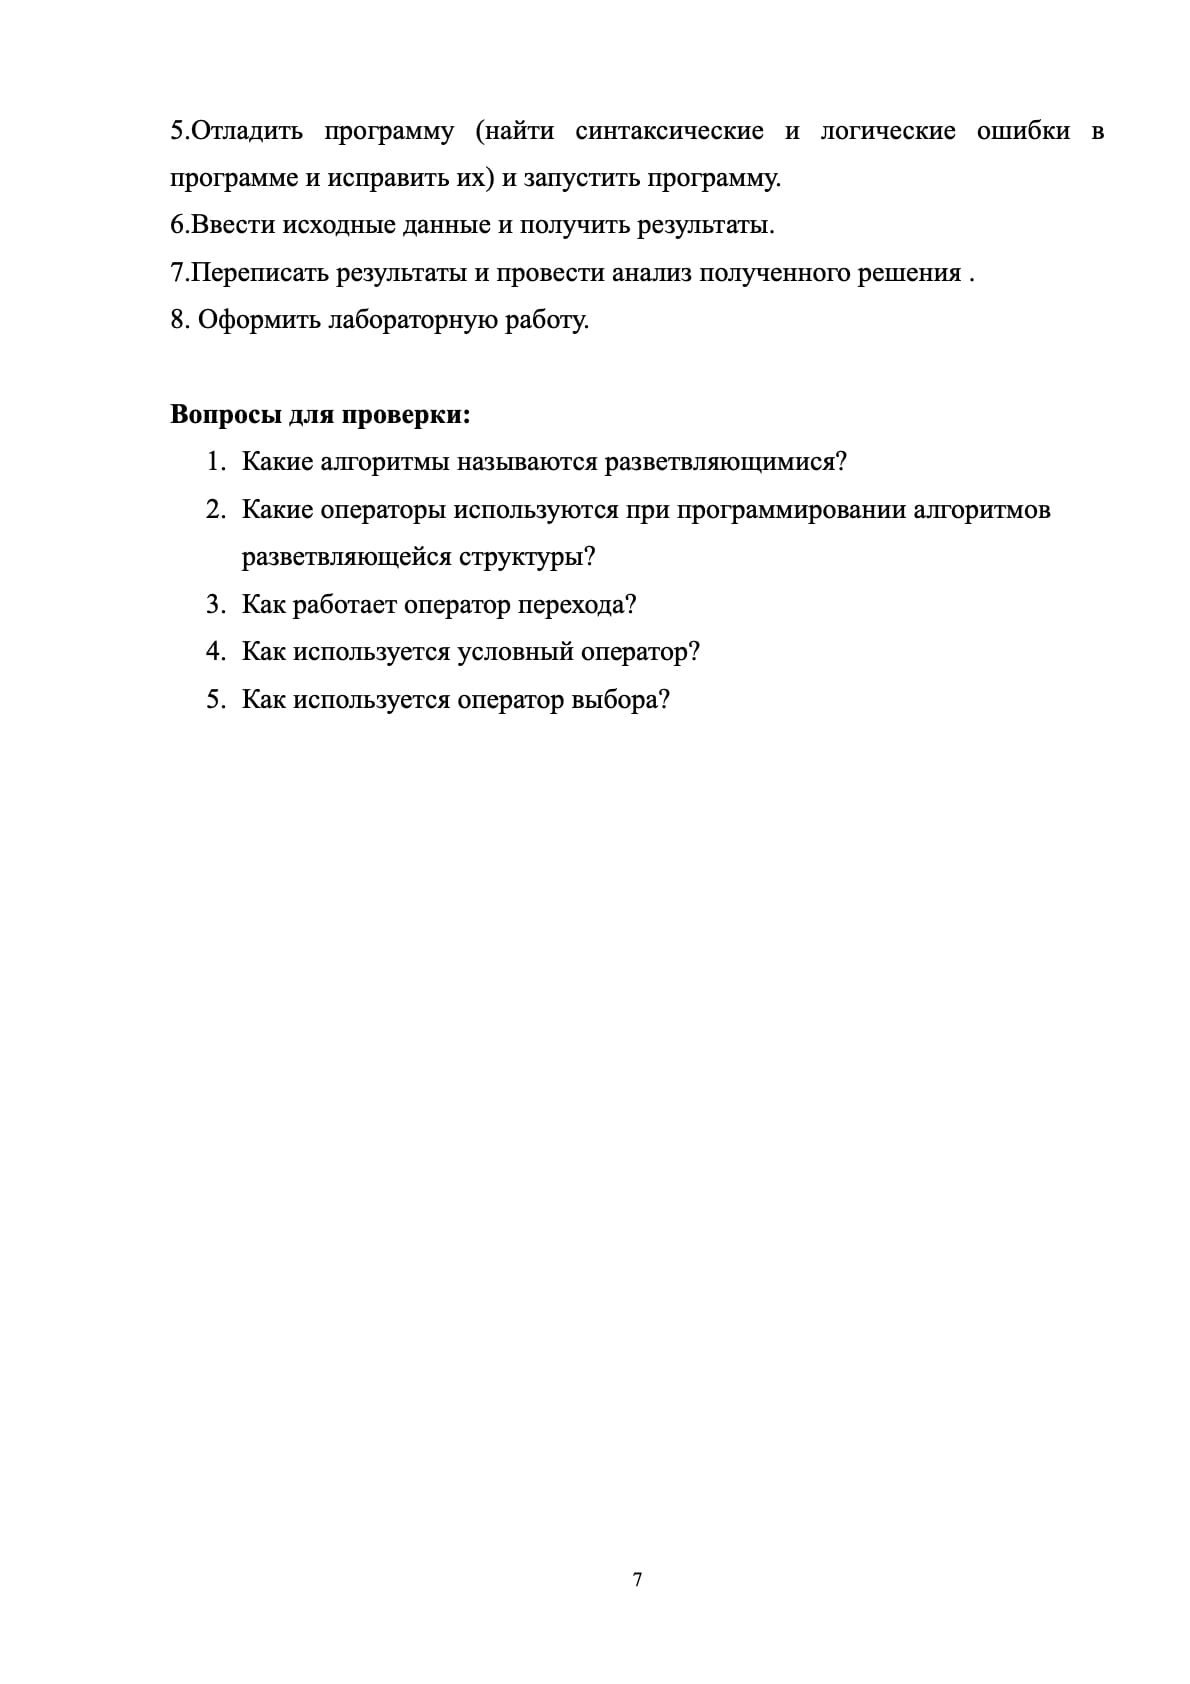 5.Отладить программу (найти синтаксические и логические ошибки в
программе и исправить их) и запустить программу.
6.Ввести исходные данные и получить результаты.
7.Переписать результаты и провести анализ полученного решения .
8. Оформить лабораторную работу.
Вопросы для проверки:
1. Какие алгоритмы называются разветвляющимися?
2. Какие операторы используются при программировании алгоритмов
разветвляющейся структуры?
3. Как работает оператор перехода?
4. Как используется условный оператор?
5. Как используется оператор выбора?
7